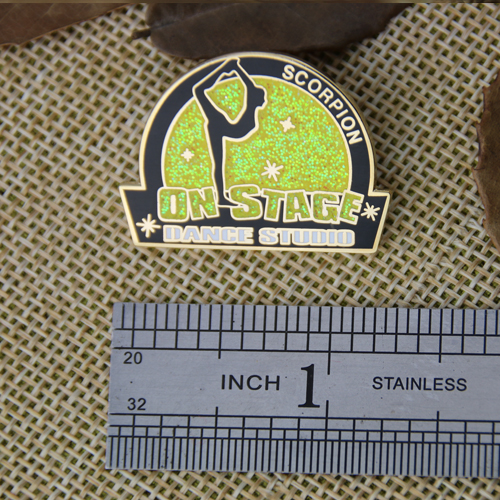 SCORPION
ON STAGE
DANCE STUDIO
20
INCH 1 STAINLESS
32